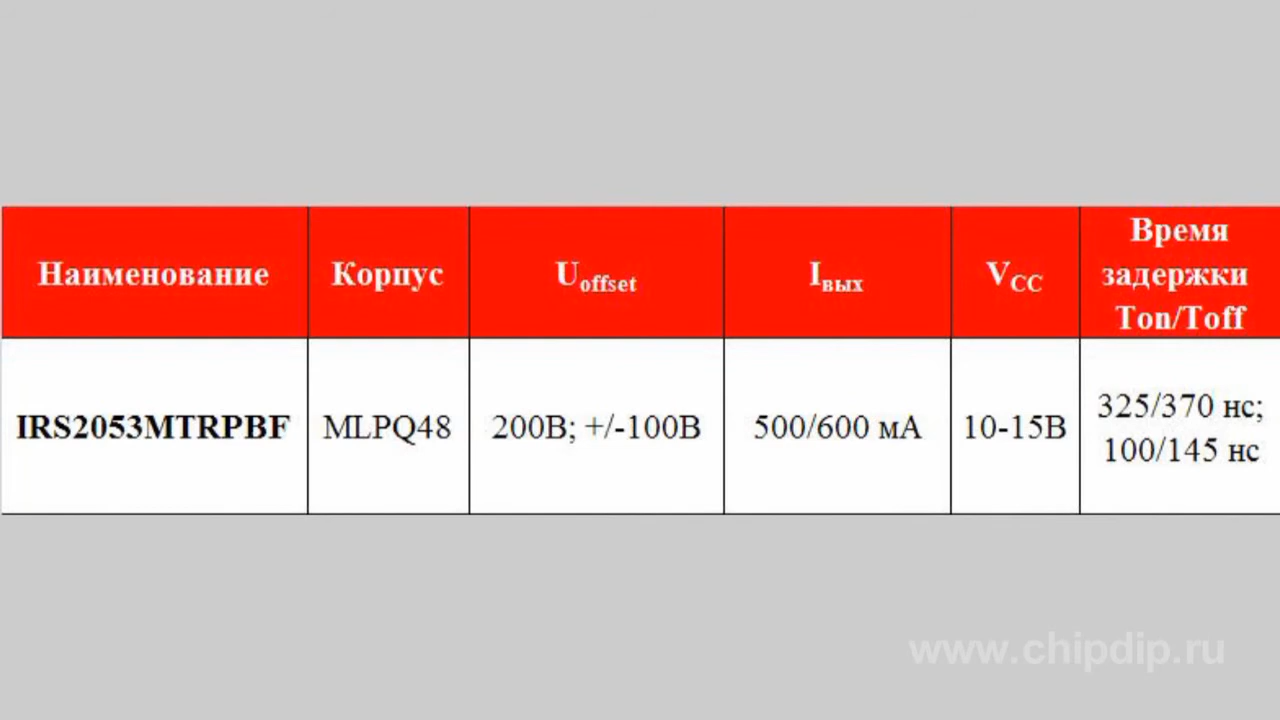 Наименование Корпус Uoffset Iвых VCC Время задержки Ton/Toff
IRS2053MTRPBF MLPQ48 200В; +/-100В 500/600 мА 10-15В 325/370 нс; 100/145 нс
www.chipdip.ru